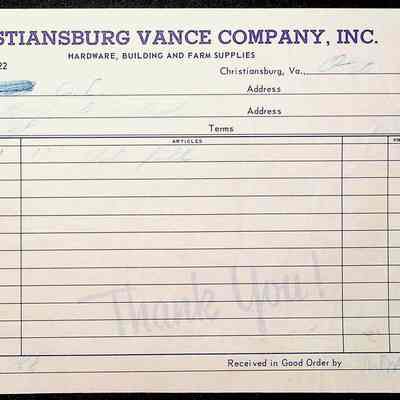 STIANSBURG VANCE COMPANY, INC.
HARDWARE, BUILDING AND FARM SUPPLIES
22
Christiansburg, Va.,
Address
Address
Terms
ARTICLES
Thank You!
Received in Good Order by